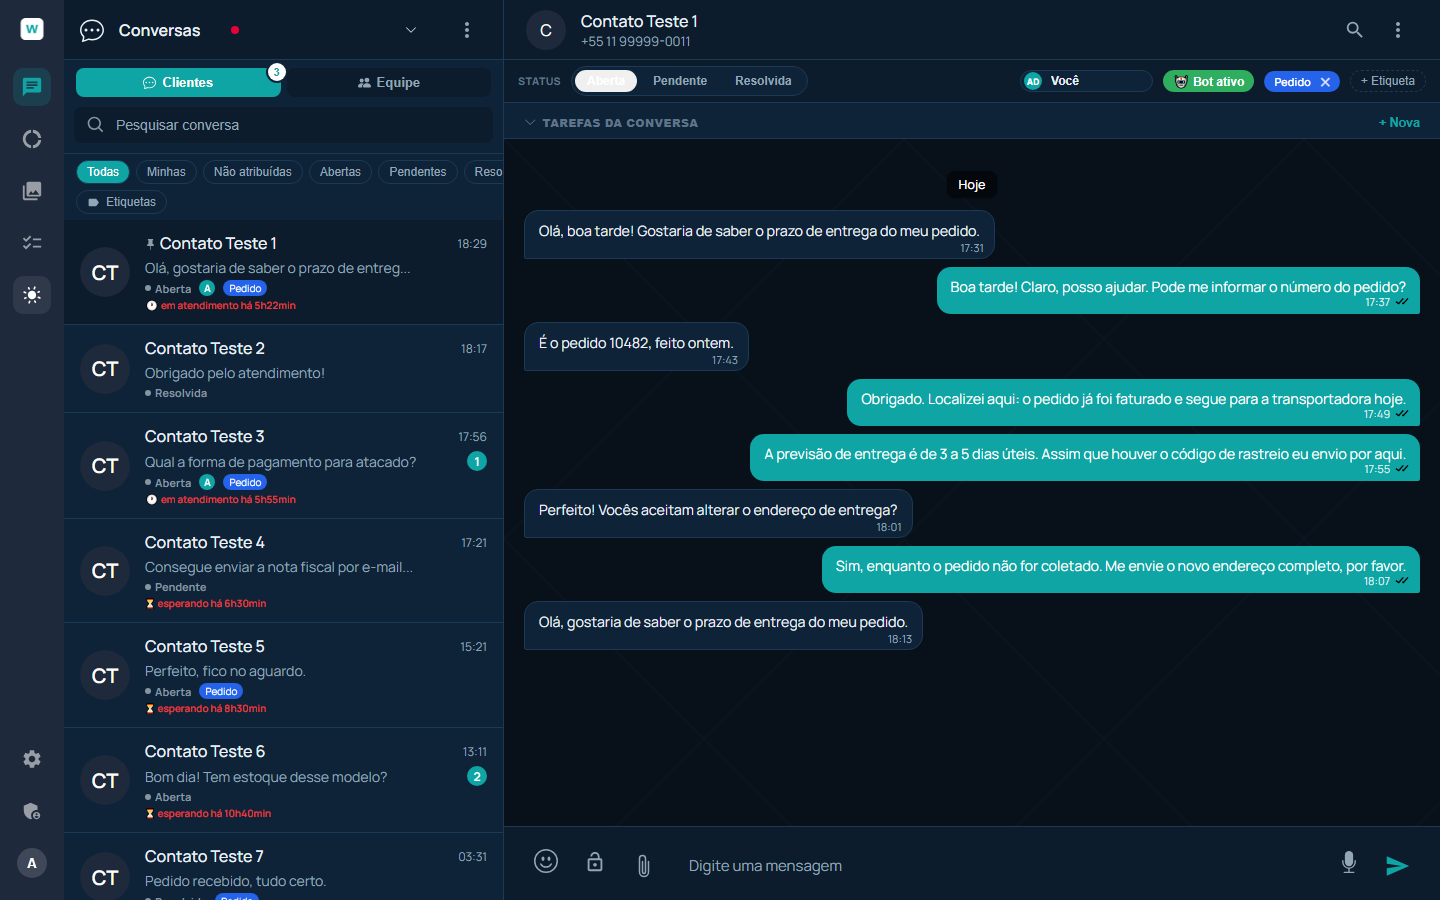 W
Conversas
Clientes
3
Equipe
Pesquisar conversa
Todas
Minhas
Não atribuídas
Abertas
Pendentes
Reso
Etiquetas
CT
Contato Teste 1
18:29
Olá, gostaria de saber o prazo de entreg...
Aberta
A
Pedido
em atendimento há 5h22min
CT
Contato Teste 2
18:17
Obrigado pelo atendimento!
Resolvida
CT
Contato Teste 3
17:56
Qual a forma de pagamento para atacado?
1
Aberta
A
Pedido
em atendimento há 5h55min
CT
Contato Teste 4
17:21
Consegue enviar a nota fiscal por e-mail...
Pendente
esperando há 6h30min
CT
Contato Teste 5
15:21
Perfeito, fico no aguardo.
Aberta
Pedido
esperando há 8h30min
CT
Contato Teste 6
13:11
Bom dia! Tem estoque desse modelo?
2
Aberta
esperando há 10h40min
CT
Contato Teste 7
03:31
Pedido recebido, tudo certo.
Pedido
A
C
Contato Teste 1
+55 11 99999-0011
STATUS
Aberta
Pendente
Resolvida
AD
Você
Bot ativo
Pedido
+ Etiqueta
TAREFAS DA CONVERSA
+ Nova
Hoje
Olá, boa tarde! Gostaria de saber o prazo de entrega do meu pedido.
17:31
Boa tarde! Claro, posso ajudar. Pode me informar o número do pedido?
17:37
É o pedido 10482, feito ontem.
17:43
Obrigado. Localizei aqui: o pedido já foi faturado e segue para a transportadora hoje.
17:49
A previsão de entrega é de 3 a 5 dias úteis. Assim que houver o código de rastreio eu envio por aqui.
17:55
Perfeito! Vocês aceitam alterar o endereço de entrega?
18:01
Sim, enquanto o pedido não for coletado. Me envie o novo endereço completo, por favor.
18:07
Olá, gostaria de saber o prazo de entrega do meu pedido.
18:13
Digite uma mensagem